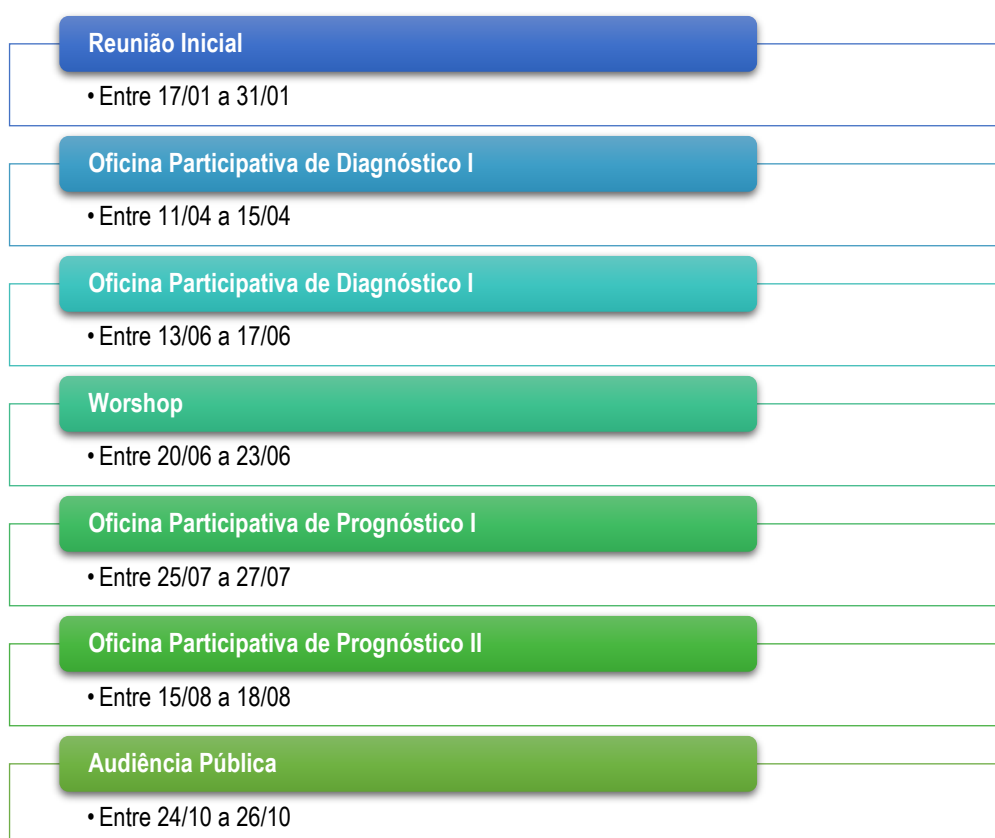 Reunião Inicial
• Entre 17/01 a 31/01
Oficina Participativa de Diagnóstico I
• Entre 11/04 a 15/04
Oficina Participativa de Diagnóstico I
• Entre 13/06 a 17/06
Worshop
• Entre 20/06 a 23/06
Oficina Participativa de Prognóstico I
• Entre 25/07 a 27/07
Oficina Participativa de Prognóstico II
• Entre 15/08 a 18/08
Audiência Pública
• Entre 24/10 a 26/10